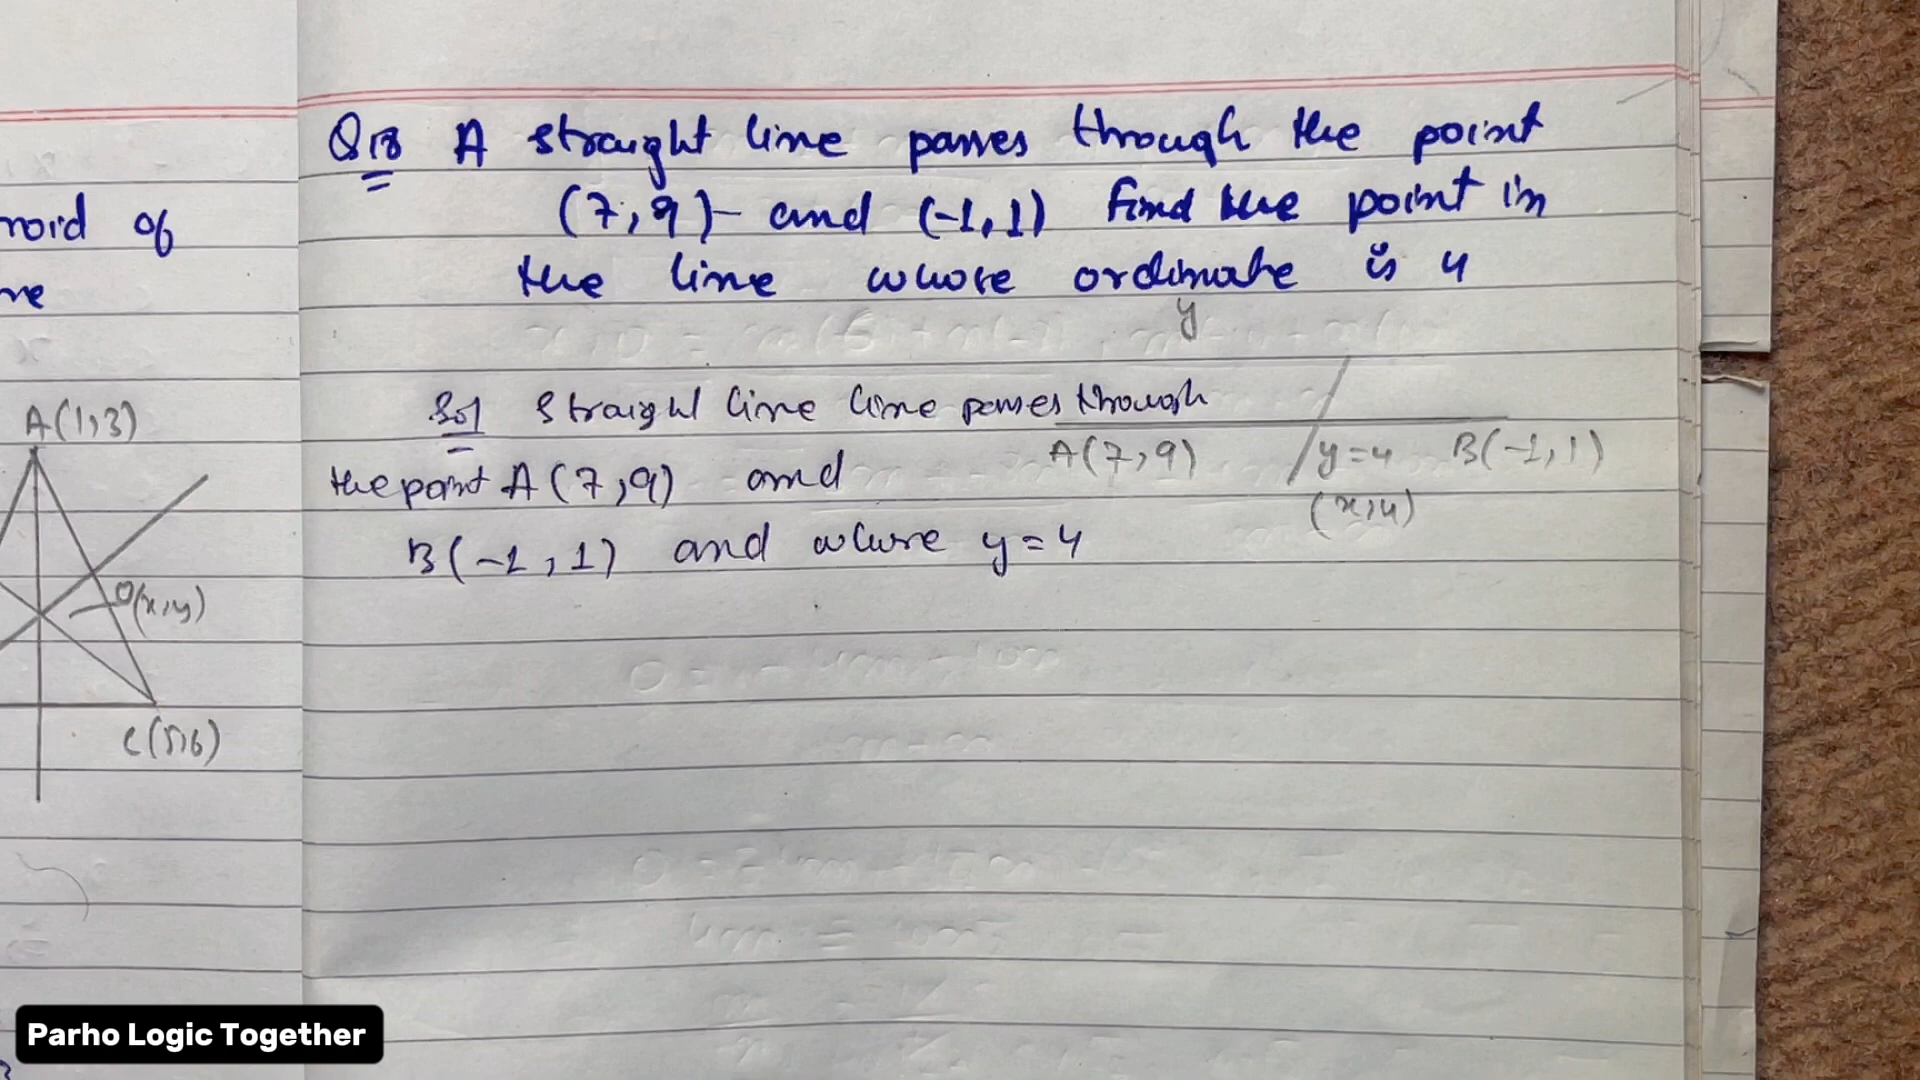 Q13 A straight line passes through the point
(7,9) and (-1,1) find the point in
the line whose ordinate is 4
y
Sol straight line line passes through
A(7,9) y=4 B(-1,1)
(x,4)
the point A(7,9) and
B(-1,1) and where y=4
roid of
re
A(1,3)
O(x,y)
C(5,6)
Parho Logic Together